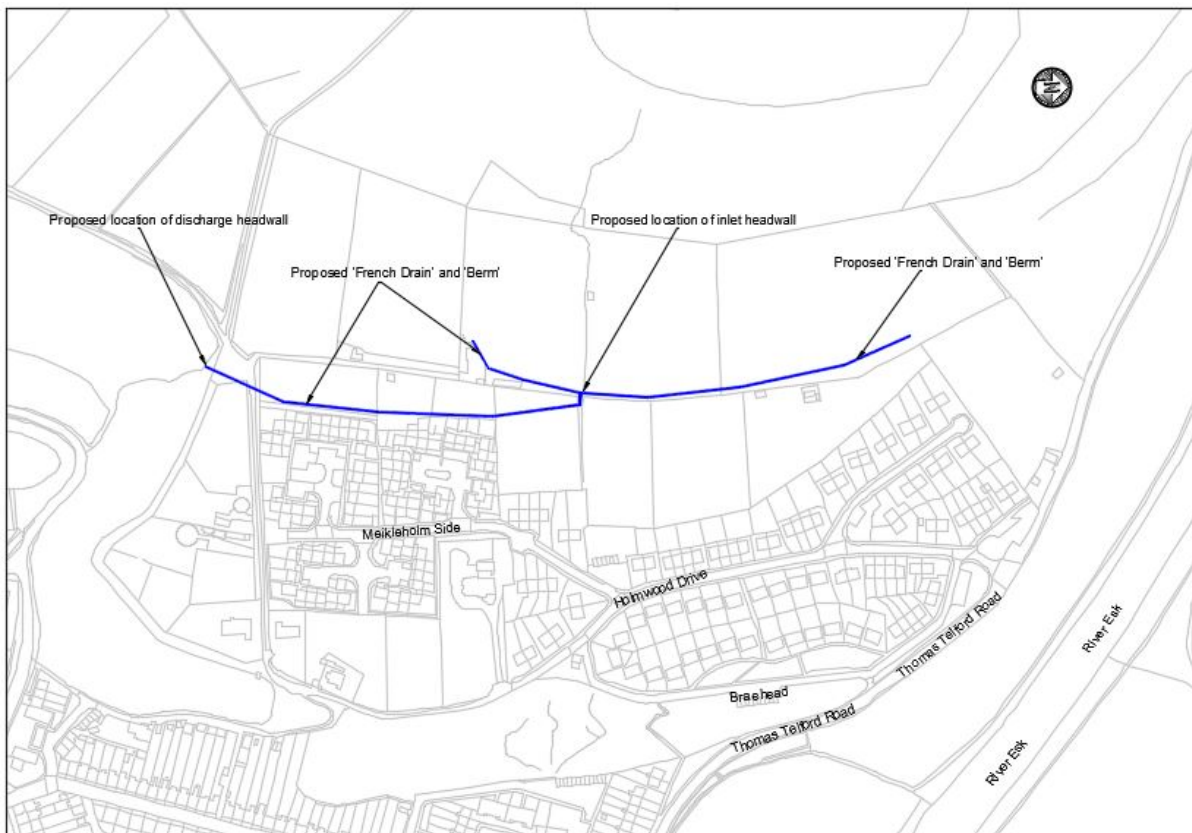 N
Proposed location of discharge headwall
Proposed location of inlet headwall
Proposed 'French Drain' and 'Berm'
Proposed 'French Drain' and 'Berm'
Meikleholm Side
Holmwood Drive
Thomas Telford Road
River Esk
Braehead
Thomas Telford Road
River Esk